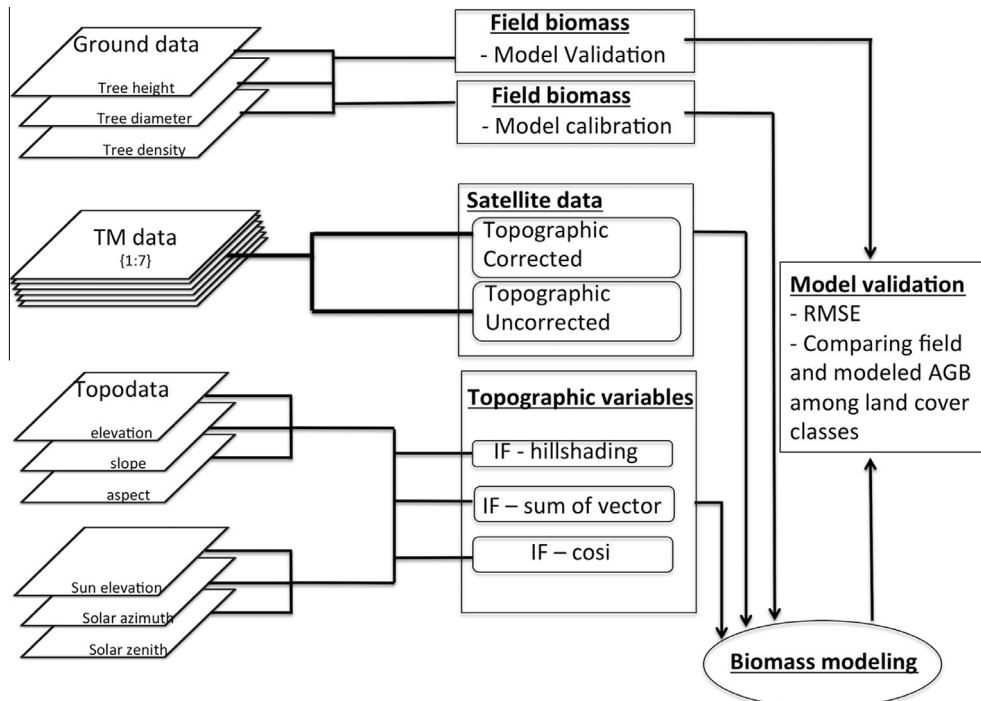 Ground data
Tree height
Tree diameter
Tree density
Field biomass
- Model Validation
Field biomass
- Model calibration
TM data
{1:7}
Satellite data
Topographic
Corrected
Topographic
Uncorrected
Model validation
- RMSE
- Comparing field
and modeled AGB
among land cover
classes
Topodata
elevation
slope
aspect
Sun elevation
Solar azimuth
Solar zenith
Topographic variables
IF - hillshading
IF – sum of vector
IF – cosi
Biomass modeling